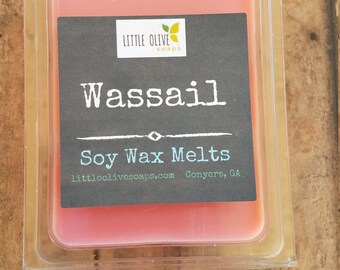 LITTLE OLIVE
soaps
Wassail
Soy Wax Melts
littleolivesoaps.com Conyers, GA